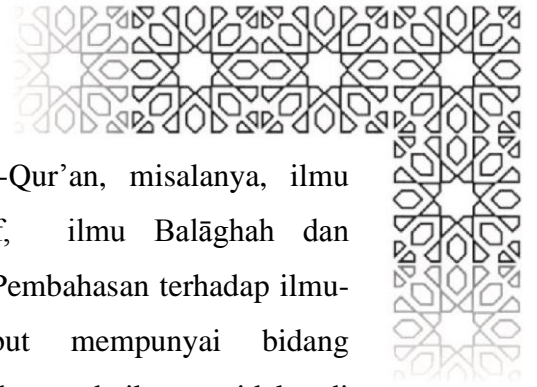 -Qur’an, misalanya, ilmu
f, ilmu Balāghah dan
Pembahasan terhadap ilmu-
but mempunyai bidang